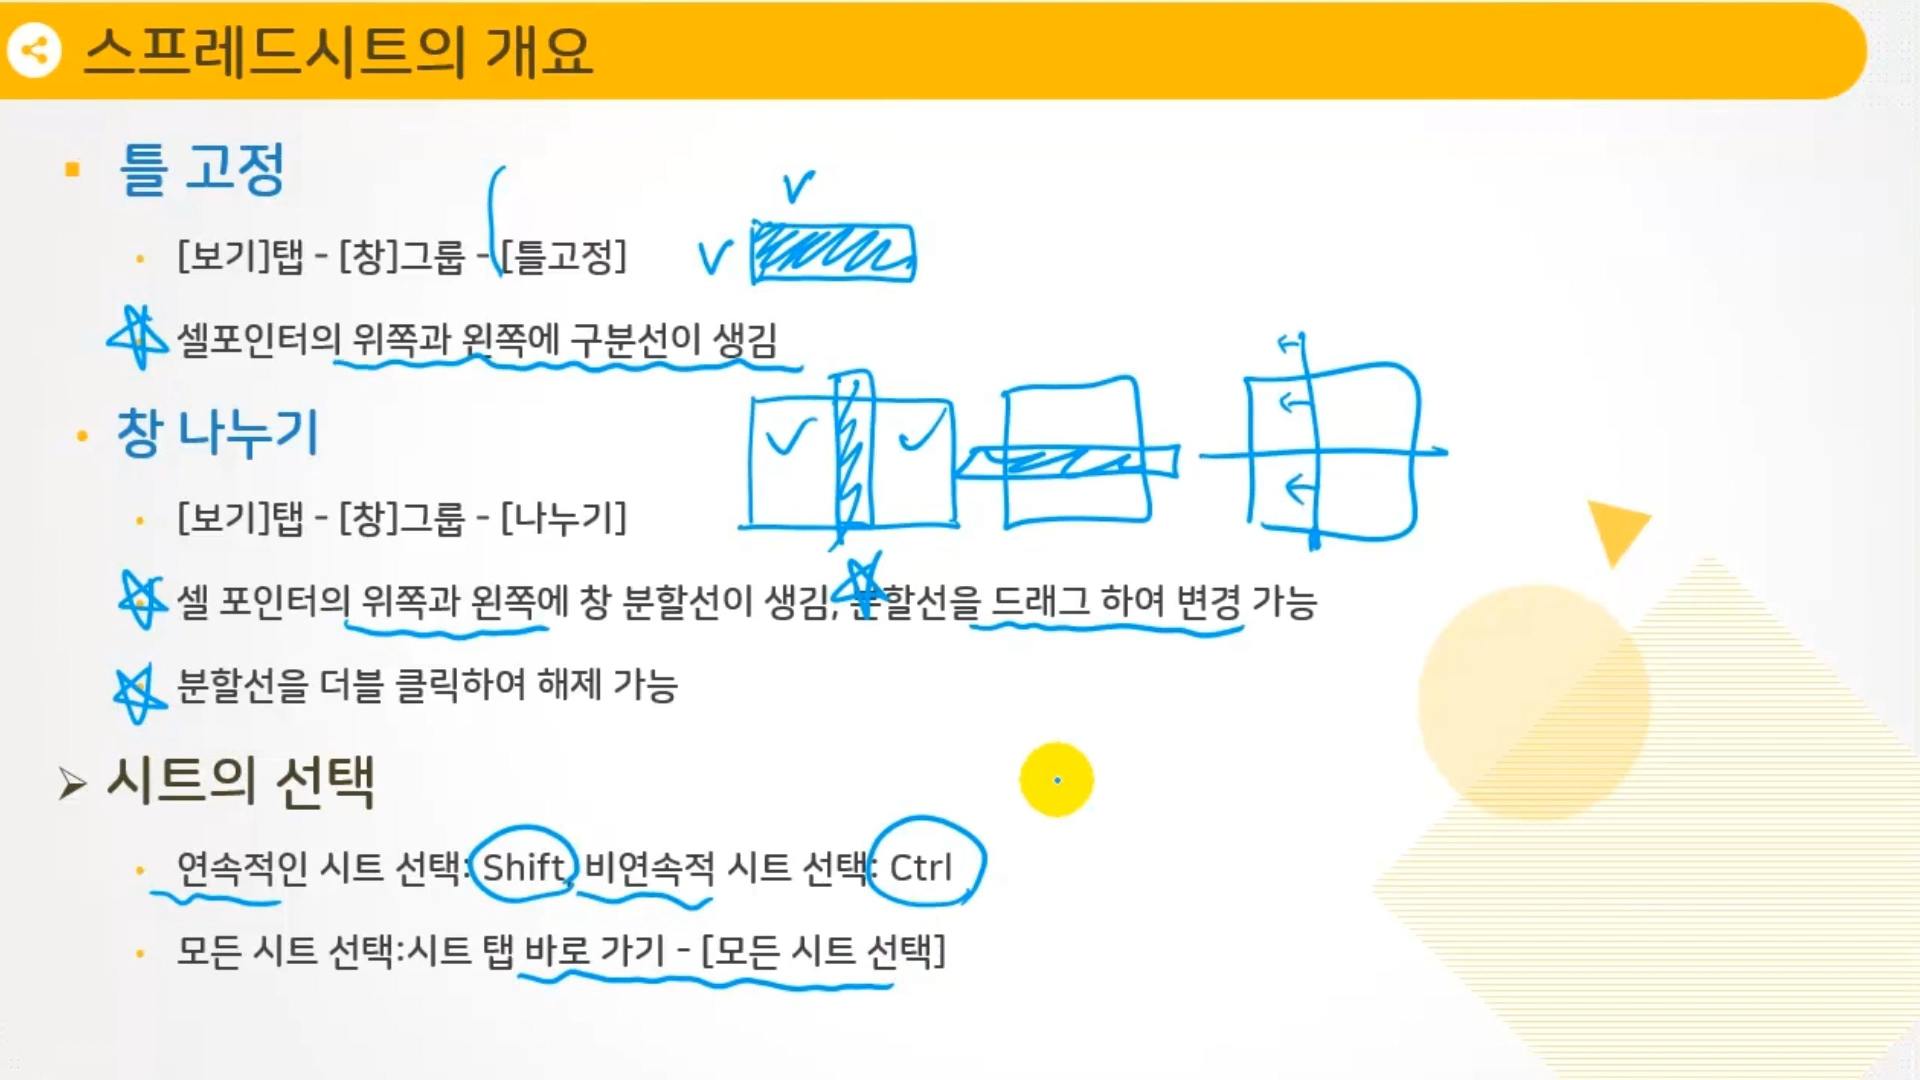 스프레드시트의 개요
틀 고정
[보기]탭 - [창]그룹 - [틀고정]
셀포인터의 위쪽과 왼쪽에 구분선이 생김
창 나누기
[보기]탭 - [창]그룹 - [나누기]
셀 포인터의 위쪽과 왼쪽에 창 분할선이 생김, 분할선을 드래그 하여 변경 가능
분할선을 더블 클릭하여 해제 가능
시트의 선택
연속적인 시트 선택: Shift, 비연속적 시트 선택: Ctrl
모든 시트 선택:시트 탭 바로 가기 - [모든 시트 선택]